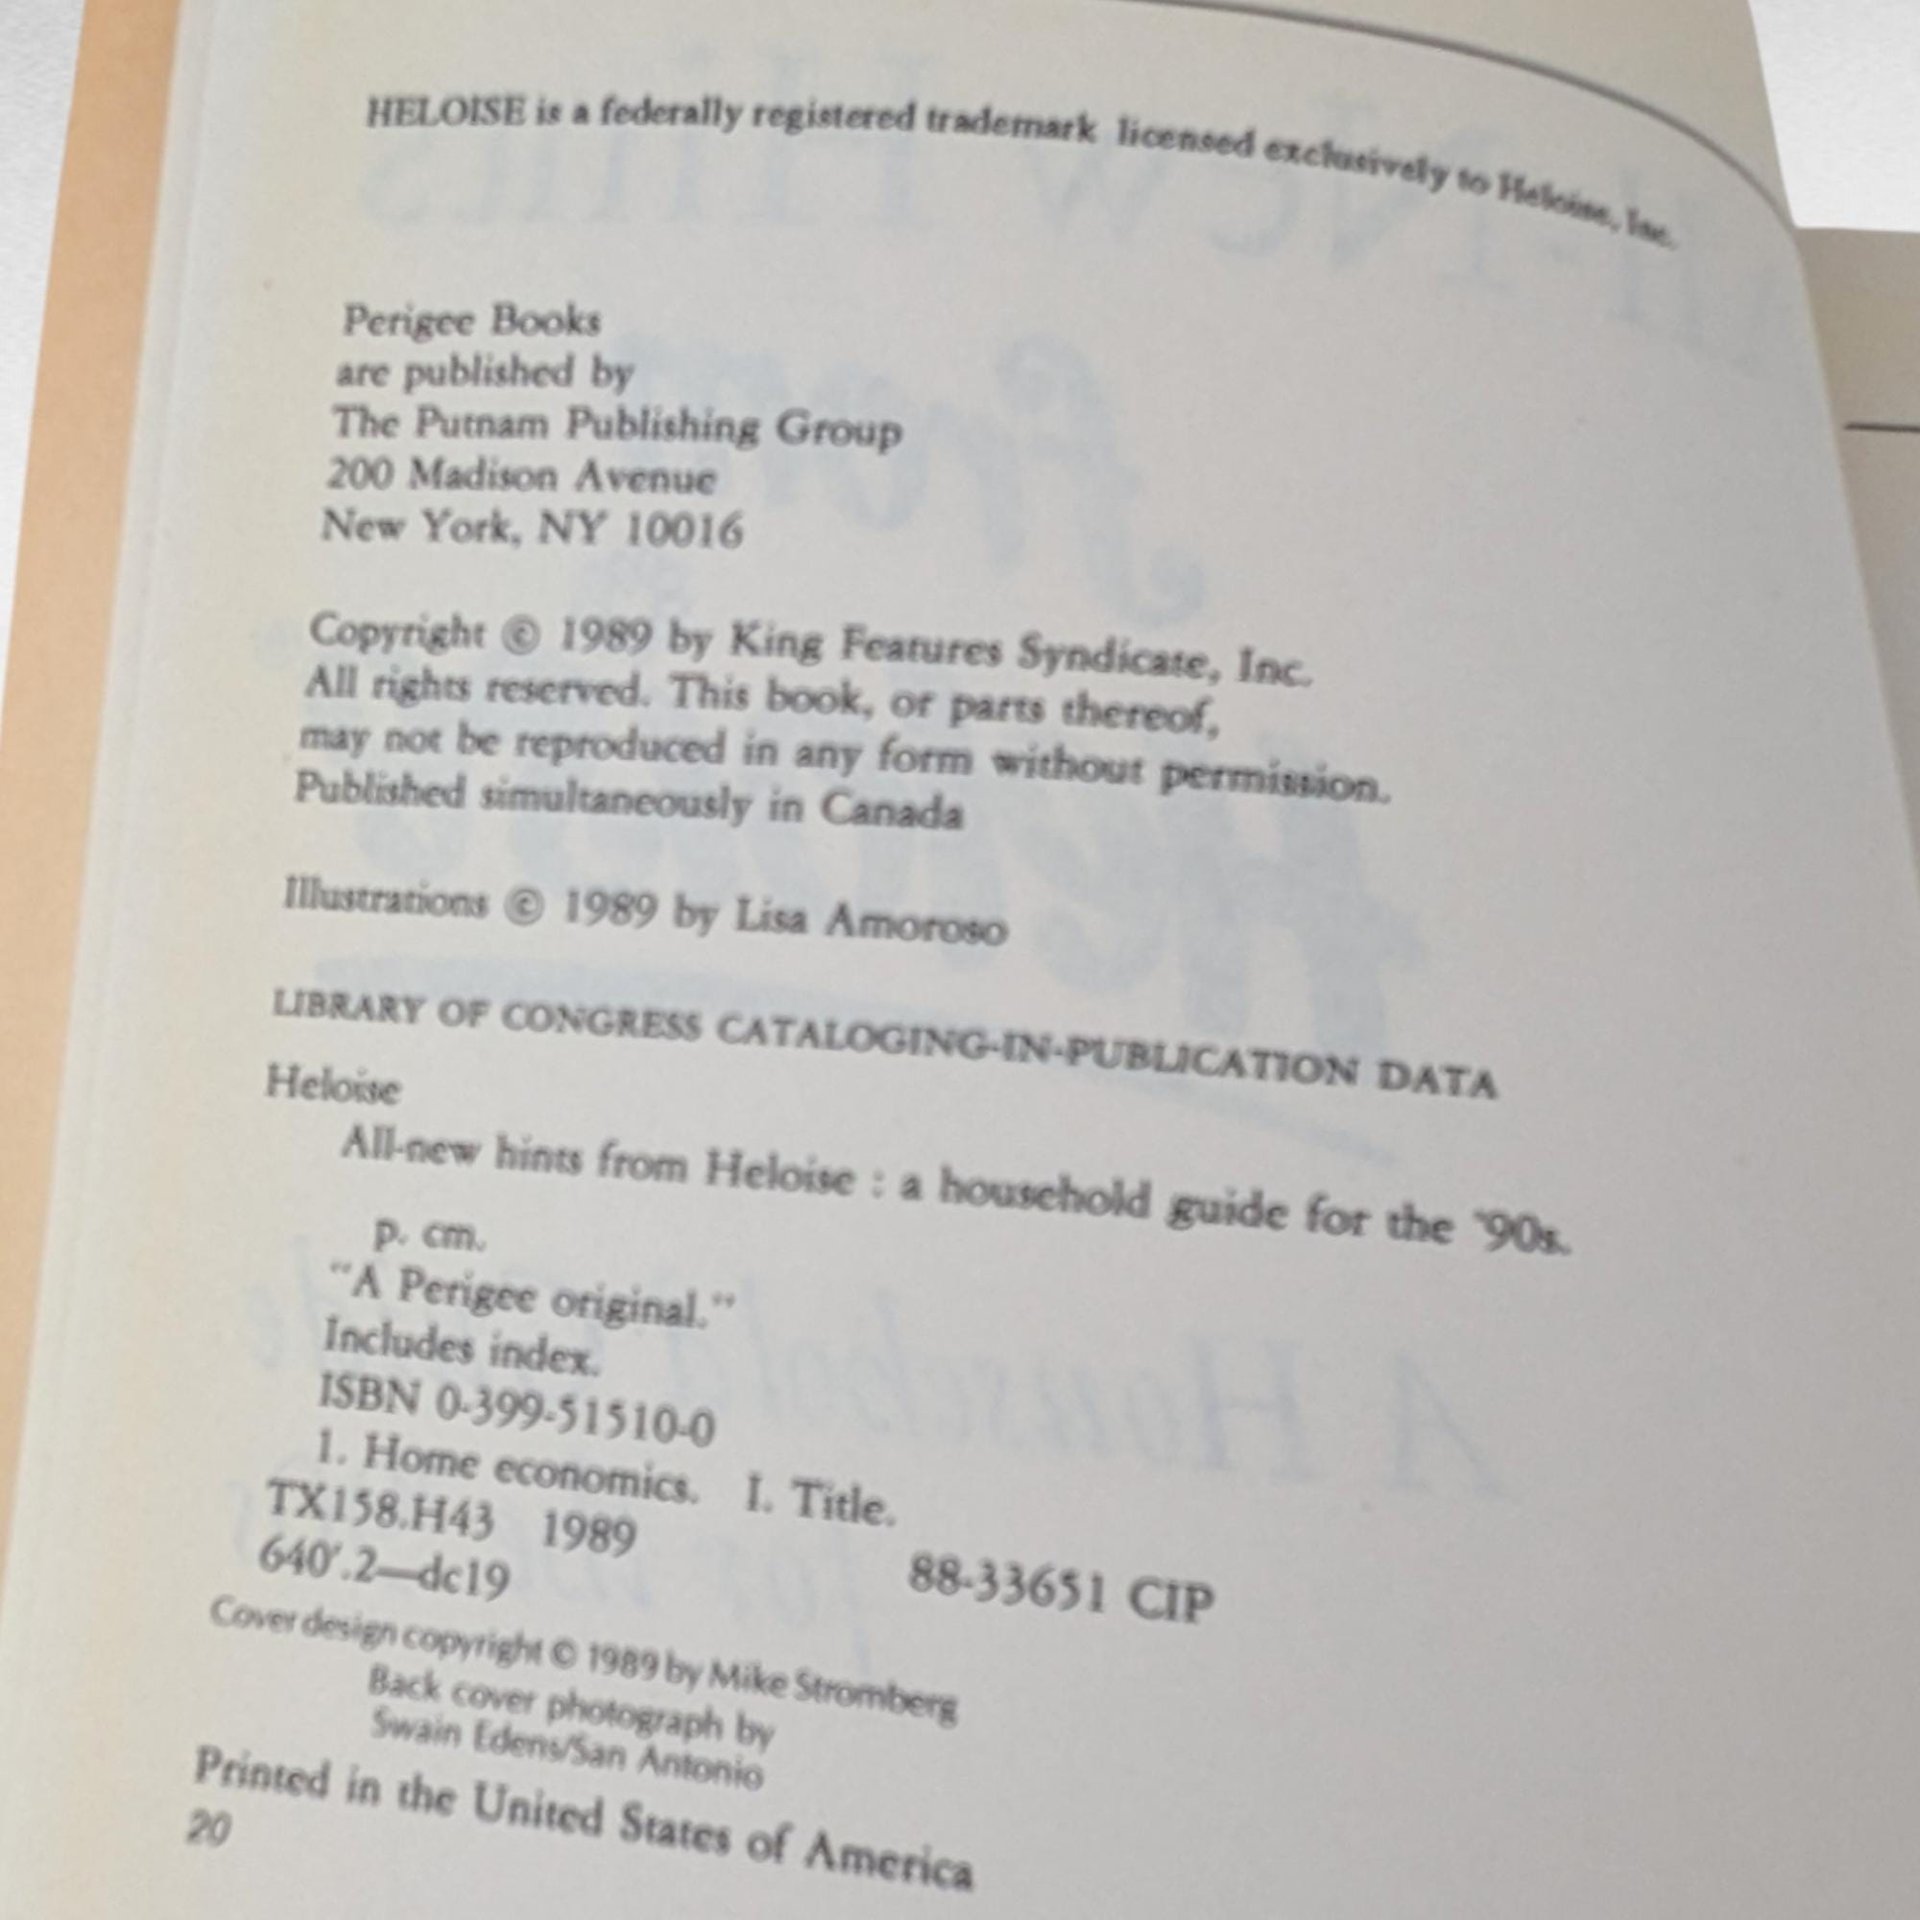 HELOISE is a federally registered trademark licensed exclusively to Heloise, Inc.
Perigee Books
are published by
The Putnam Publishing Group
200 Madison Avenue
New York, NY 10016
Copyright © 1989 by King Features Syndicate, Inc.
All rights reserved. This book, or parts thereof,
may not be reproduced in any form without permission.
Published simultaneously in Canada
Illustrations © 1989 by Lisa Amoroso
LIBRARY OF CONGRESS CATALOGING-IN-PUBLICATION DATA
Heloise
All-new hints from Heloise : a household guide for the '90s.
p. cm.
"A Perigee original."
Includes index.
ISBN 0-399-51510-0
1. Home economics. I. Title.
TX158.H43 1989
640'.2—dc19 88-33651 CIP
Cover design copyright © 1989 by Mike Stromberg
Back cover photograph by
Swain Edens/San Antonio
Printed in the United States of America
20